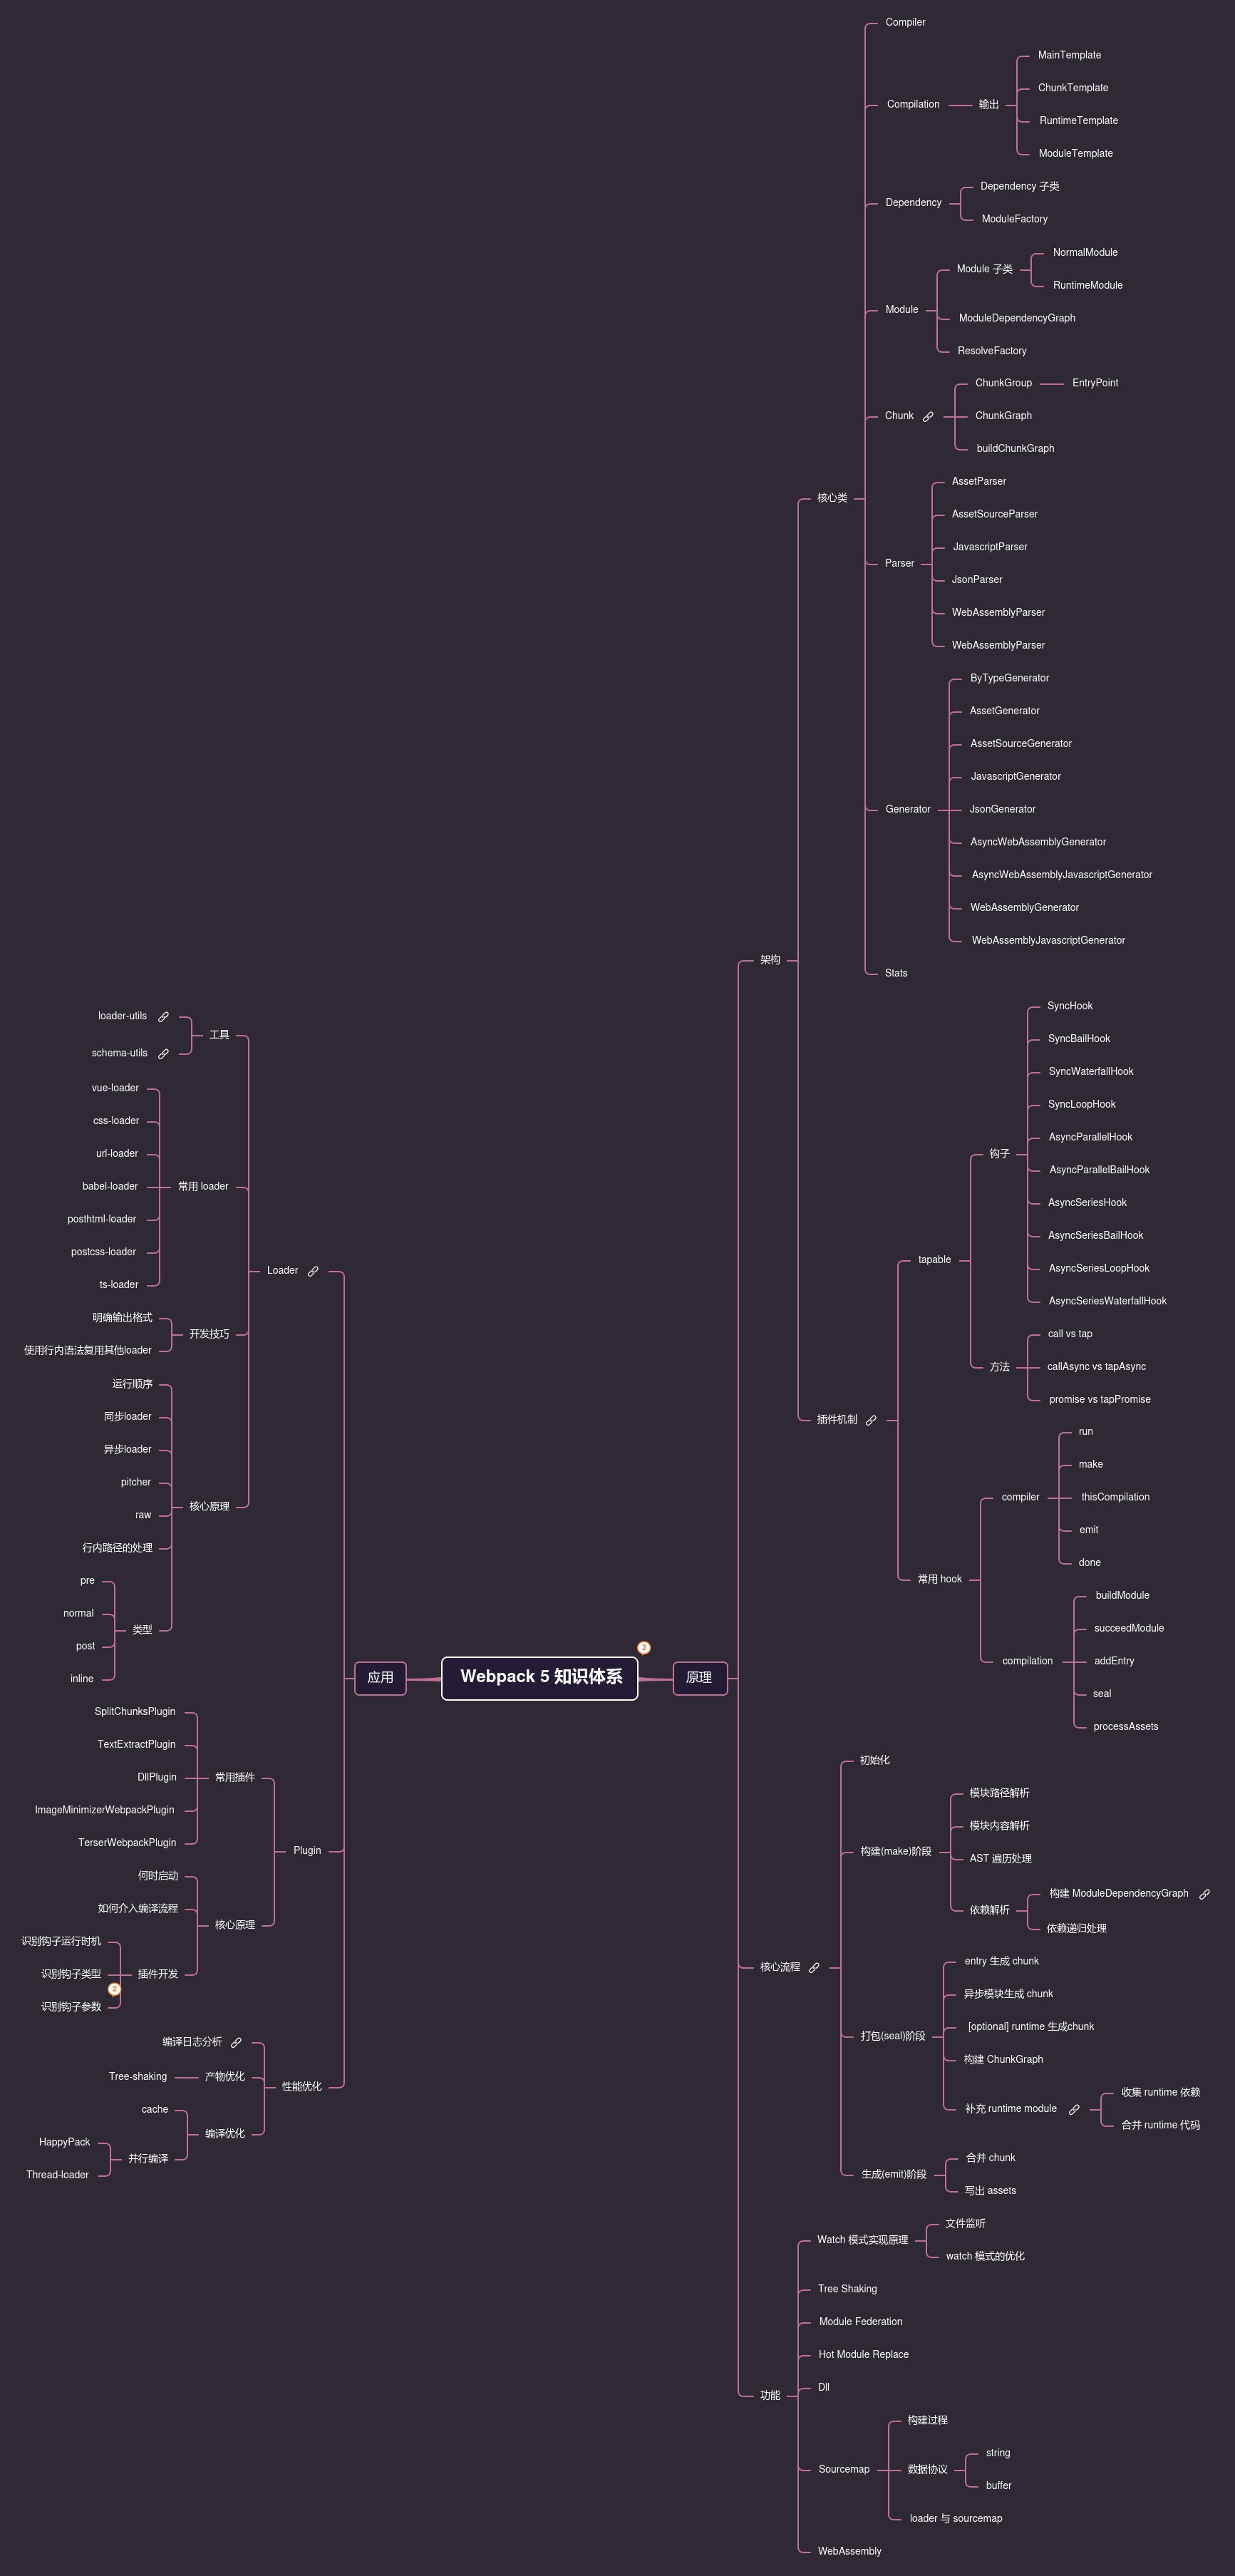 Webpack 5 知识体系
2
原理
架构
核心类
Compiler
Compilation
输出
MainTemplate
ChunkTemplate
RuntimeTemplate
ModuleTemplate
Dependency
Dependency 子类
ModuleFactory
Module
Module 子类
NormalModule
RuntimeModule
ModuleDependencyGraph
ResolveFactory
Chunk
ChunkGroup
EntryPoint
ChunkGraph
buildChunkGraph
Parser
AssetParser
AssetSourceParser
JavascriptParser
JsonParser
WebAssemblyParser
WebAssemblyParser
Generator
ByTypeGenerator
AssetGenerator
AssetSourceGenerator
JavascriptGenerator
JsonGenerator
AsyncWebAssemblyGenerator
AsyncWebAssemblyJavascriptGenerator
WebAssemblyGenerator
WebAssemblyJavascriptGenerator
Stats
插件机制
tapable
钩子
SyncHook
SyncBailHook
SyncWaterfallHook
SyncLoopHook
AsyncParallelHook
AsyncParallelBailHook
AsyncSeriesHook
AsyncSeriesBailHook
AsyncSeriesLoopHook
AsyncSeriesWaterfallHook
方法
call vs tap
callAsync vs tapAsync
promise vs tapPromise
常用 hook
compiler
run
make
thisCompilation
emit
done
compilation
buildModule
succeedModule
addEntry
seal
processAssets
核心流程
初始化
构建(make)阶段
模块路径解析
模块内容解析
AST 遍历处理
依赖解析
构建 ModuleDependencyGraph
依赖递归处理
打包(seal)阶段
entry 生成 chunk
异步模块生成 chunk
[optional] runtime 生成chunk
构建 ChunkGraph
补充 runtime module
收集 runtime 依赖
合并 runtime 代码
生成(emit)阶段
合并 chunk
写出 assets
功能
Watch 模式实现原理
文件监听
watch 模式的优化
Tree Shaking
Module Federation
Hot Module Replace
Dll
Sourcemap
构建过程
数据协议
string
buffer
loader 与 sourcemap
WebAssembly
应用
Loader
工具
loader-utils
schema-utils
常用 loader
vue-loader
css-loader
url-loader
babel-loader
posthtml-loader
postcss-loader
ts-loader
开发技巧
明确输出格式
使用行内语法复用其他loader
核心原理
运行顺序
同步loader
异步loader
pitcher
raw
行内路径的处理
类型
pre
normal
post
inline
Plugin
常用插件
SplitChunksPlugin
TextExtractPlugin
DllPlugin
ImageMinimizerWebpackPlugin
TerserWebpackPlugin
核心原理
何时启动
如何介入编译流程
插件开发
识别钩子运行时机
识别钩子类型
2
识别钩子参数
性能优化
编译日志分析
产物优化
Tree-shaking
编译优化
cache
并行编译
HappyPack
Thread-loader